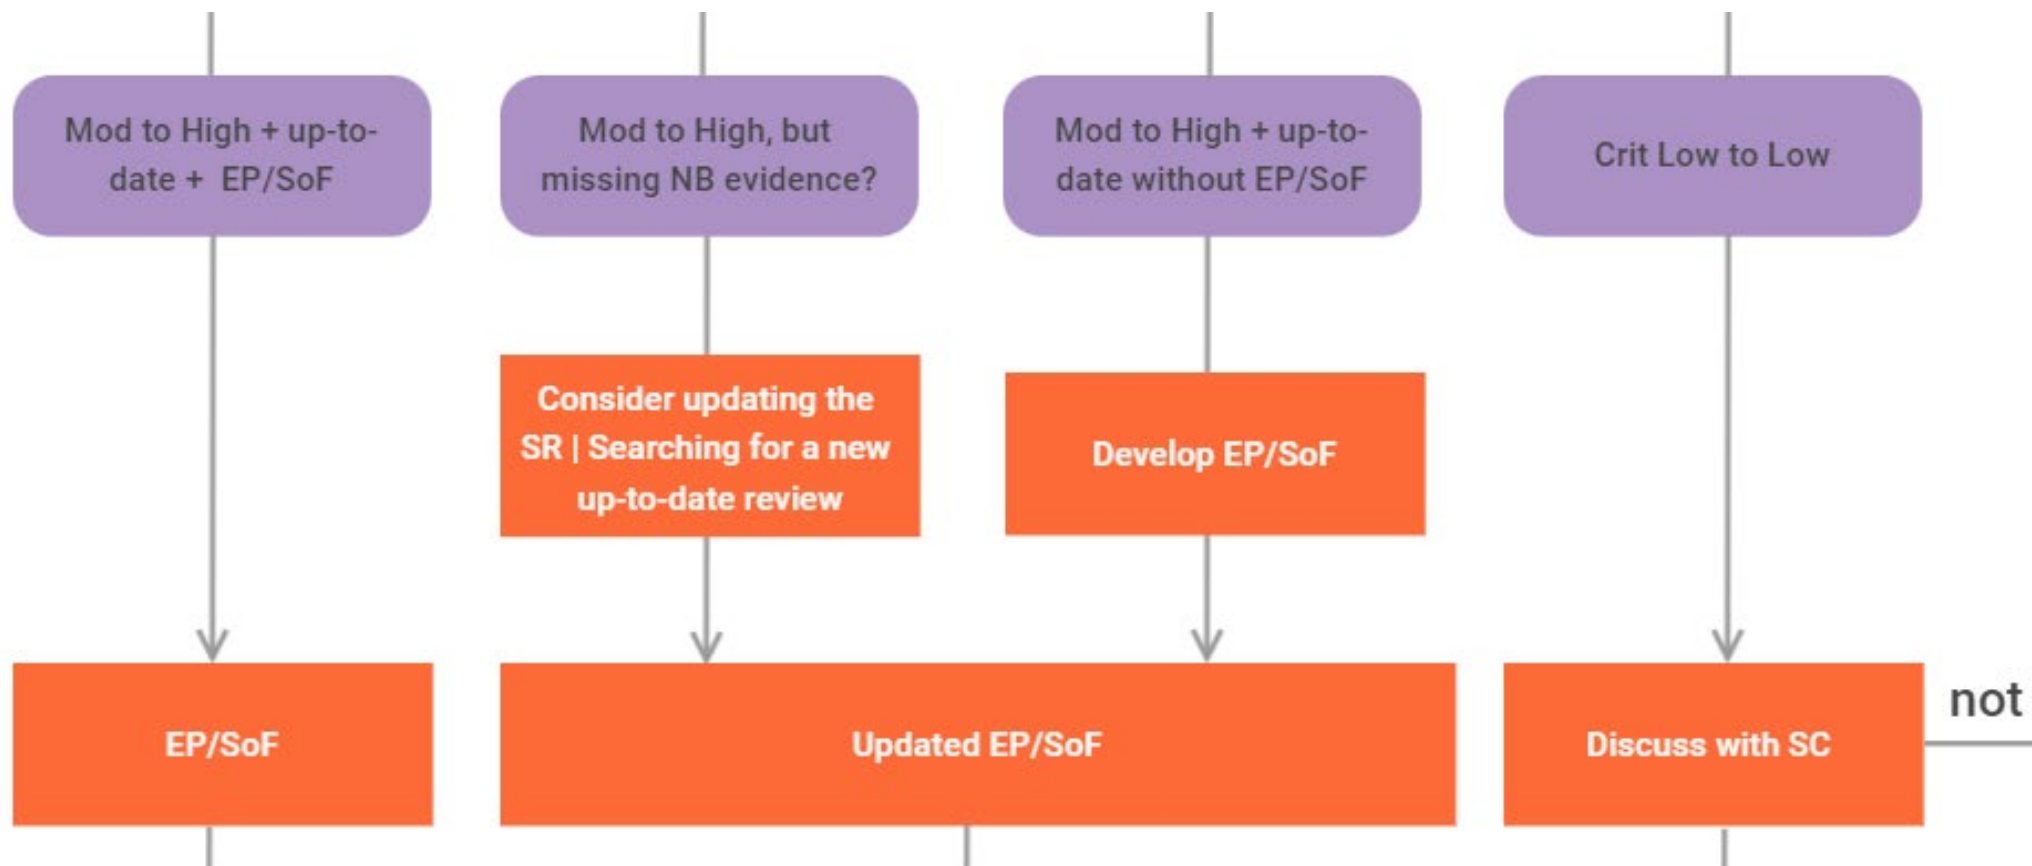 Mod to High + up-to-
date + EP/SoF
Mod to High, but
missing NB evidence?
Mod to High + up-to-
date without EP/SoF
Crit Low to Low
Consider updating the
SR | Searching for a new
up-to-date review
Develop EP/SoF
EP/SoF
Updated EP/SoF
Discuss with SC
not